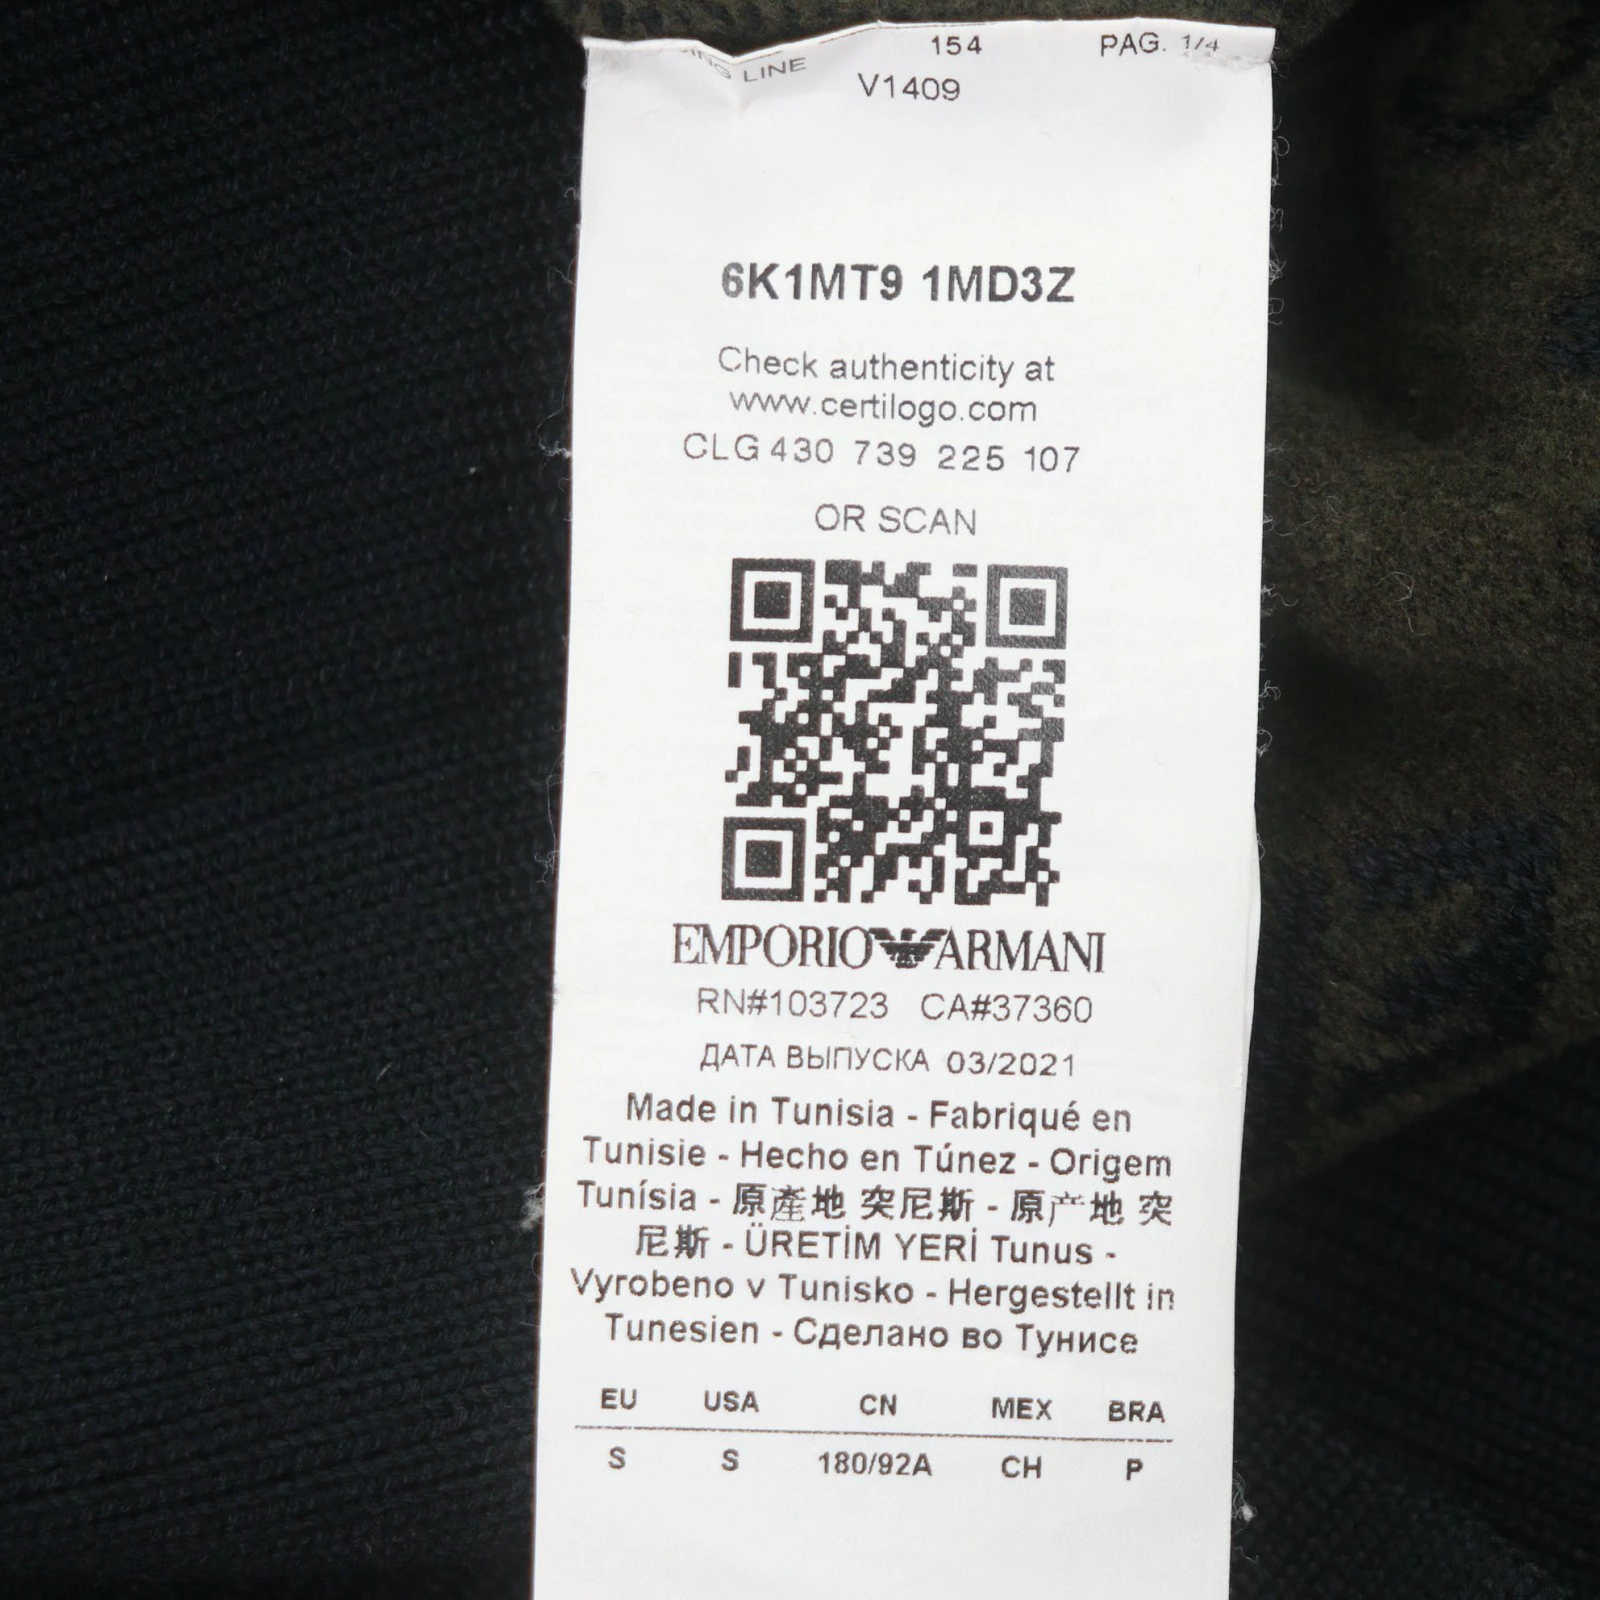 LINE 154 PAG. 1/4
V1409
6K1MT9 1MD3Z
Check authenticity at
www.certilogo.com
CLG 430 739 225 107
OR SCAN
EMPORIO ARMANI
RN#103723 CA#37360
ДАТА ВЫПУСКА 03/2021
Made in Tunisia - Fabriqué en
Tunisie - Hecho en Túnez - Origem
Tunísia - 原產地 突尼斯 - 原产地 突
尼斯 - ÜRETİM YERİ Tunus -
Vyrobeno v Tunisko - Hergestellt in
Tunesien - Сделано во Тунисе
EU USA CN MEX BRA
S S 180/92A CH P